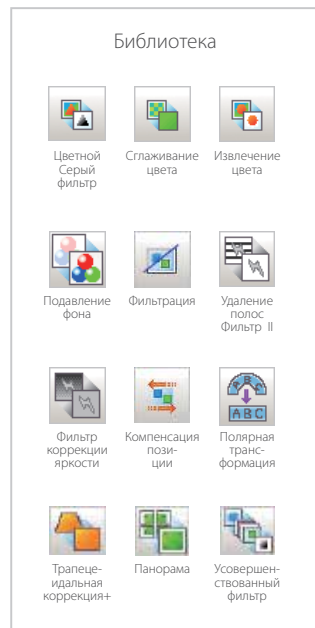 Библиотека
Цветной Серый фильтр
Сглаживание цвета
Извлечение цвета
Подавление фона
Фильтрация
Удаление полос Фильтр II
Фильтр коррекции яркости
Компенсация пози-
ции
A B C
ABC
Полярная транс-
формация
Трапеце-
идальная
коррекция+
Панорама
Усовершен-
ствованный
фильтр